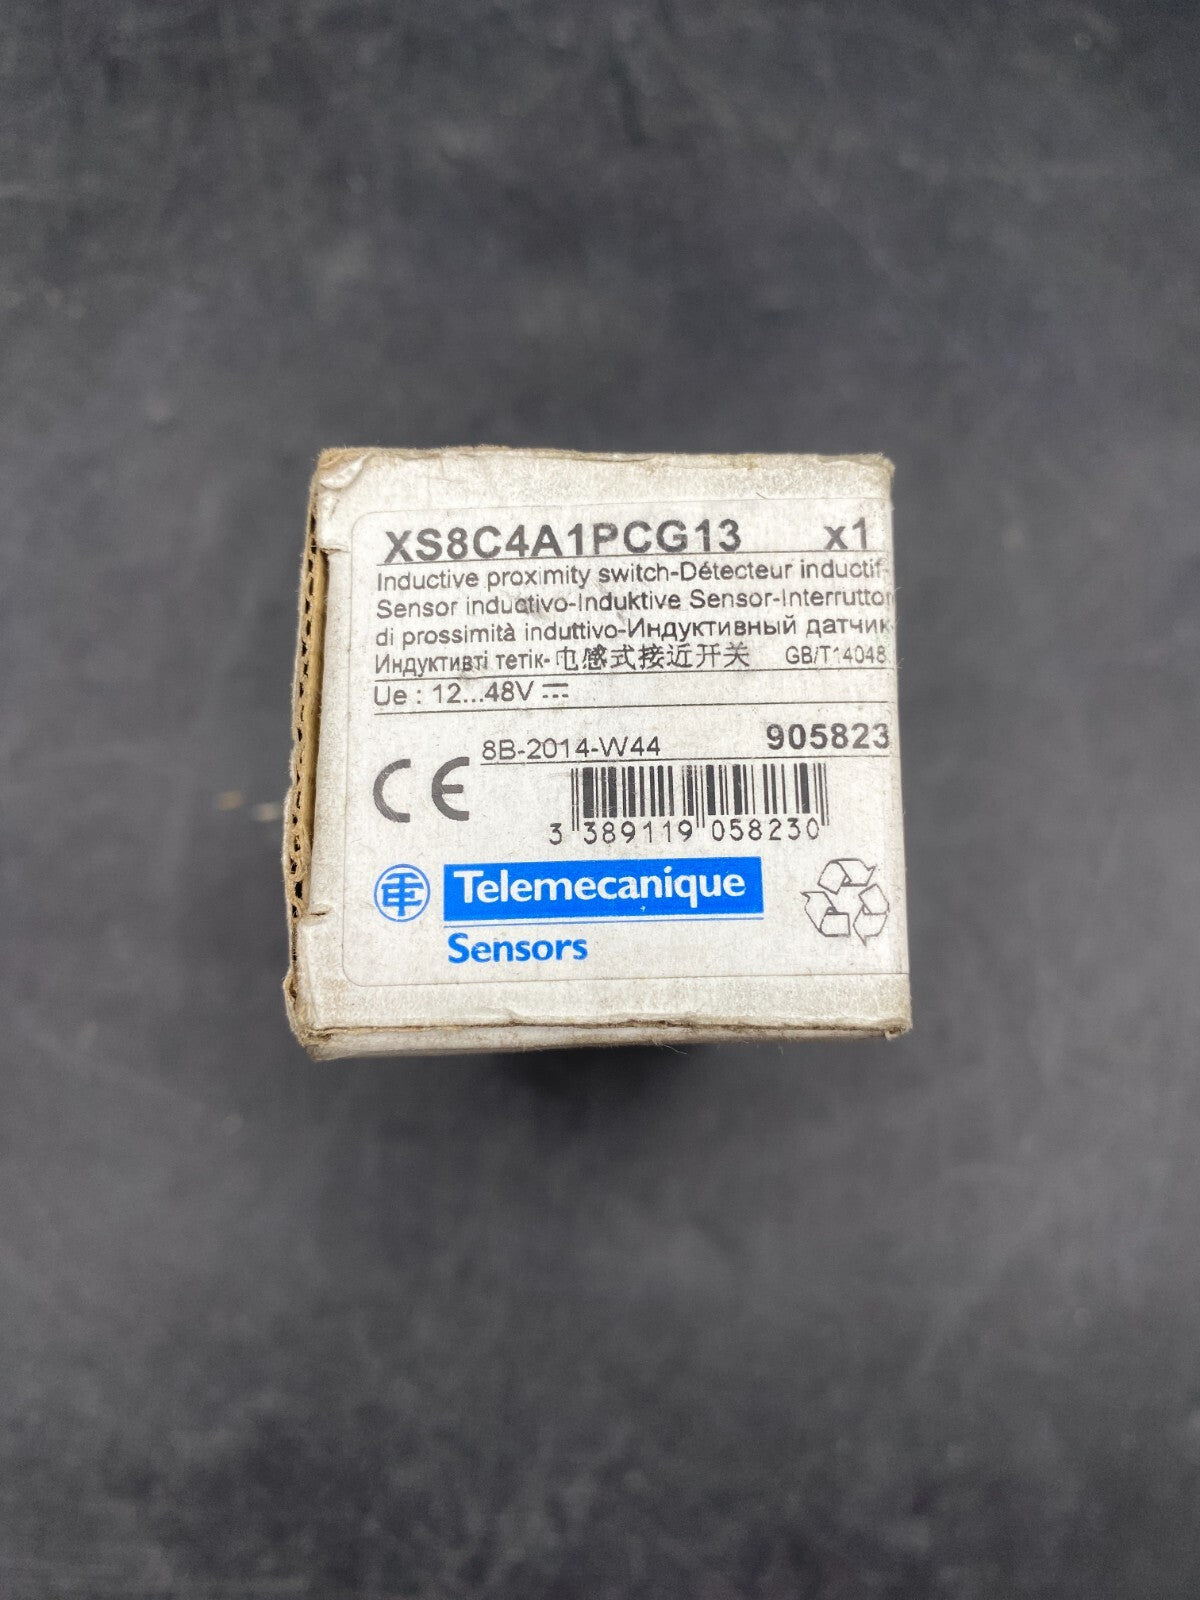 XS8C4A1PCG13 x1
Inductive proximity switch-Détecteur inductif-
Sensor inductivo-Induktive Sensor-Interruttor
di prossimità induttivo-Индуктивный датчик
Индуктивті тетік-电感式接近开关 GB/T14048
Ue : 12...48V
8B-2014-W44 905823
CE
3 389119 058230
TE Telemecanique
Sensors